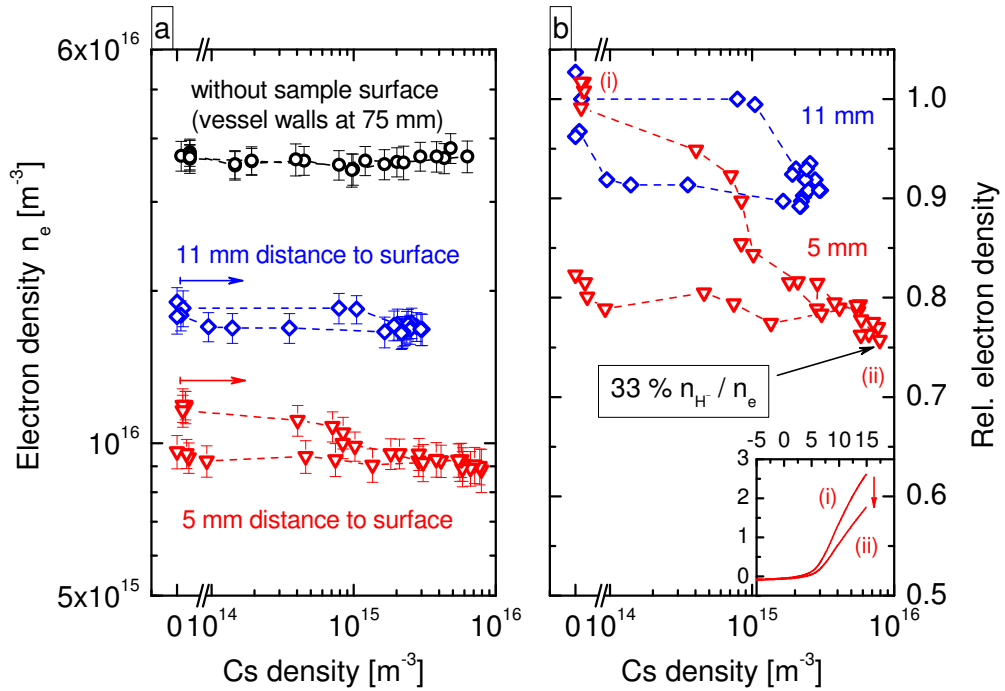 a
6x10¹⁶
10¹⁶
5x10¹⁵
Electron density nₑ [m⁻³]
without sample surface
(vessel walls at 75 mm)
11 mm distance to surface
5 mm distance to surface
0 10¹⁴ 10¹⁵ 10¹⁶
Cs density [m⁻³]
b
(i)
11 mm
5 mm
33 % n_H⁻ / nₑ
(ii)
-5 0 5 10 15
3
2
1
0
(i)
(ii)
1.0
0.9
0.8
0.7
0.6
0.5
Rel. electron density
0 10¹⁴ 10¹⁵ 10¹⁶
Cs density [m⁻³]